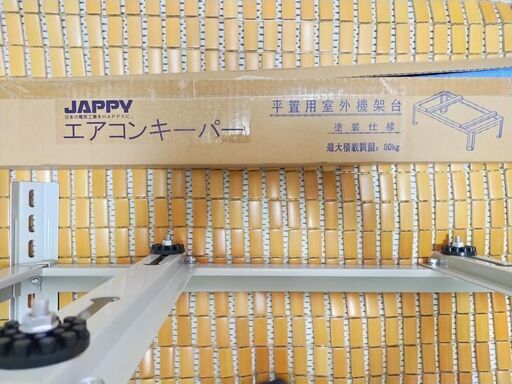 JAPPY
日本の電気工事をHAPPYに。
エアコンキーパー
平置用室外機架台
塗装仕様
最大積載質量：80kg